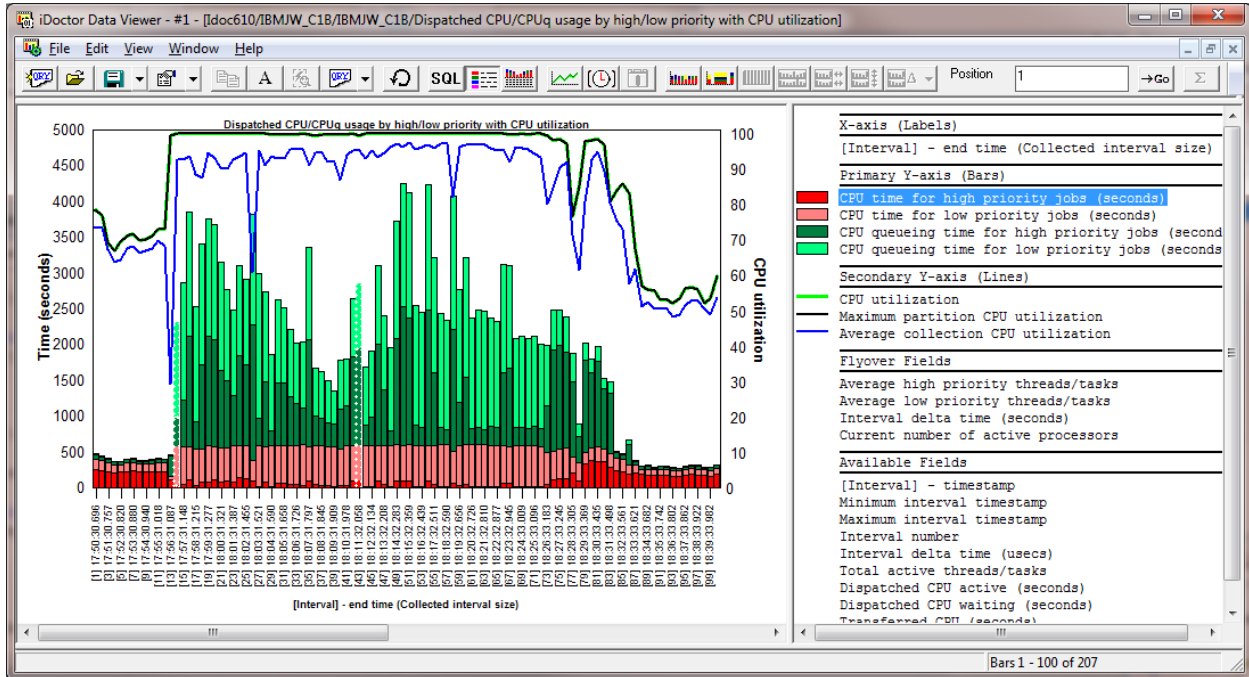 iDoctor Data Viewer - #1 - [Idoc610/IBMJW_C1B/IBMJW_C1B/Dispatched CPU/CPUq usage by high/low priority with CPU utilization]
File Edit View Window Help
QRY A QRY SQL Position 1 →Go Σ
Dispatched CPU/CPUq usage by high/low priority with CPU utilization
Time (seconds)
5000
4500
4000
3500
3000
2500
2000
1500
1000
500
0
100
90
80
70
60
50
40
30
20
10
0
CPU utilization
[1] 17:50:30.696
[3] 17:51:30.757
[5] 17:52:30.820
[7] 17:53:30.880
[9] 17:54:30.940
[11] 17:55:31.018
[13] 17:56:31.087
[15] 17:57:31.148
[17] 17:58:31.215
[19] 17:59:31.277
[21] 18:00:31.321
[23] 18:01:31.387
[25] 18:02:31.455
[27] 18:03:31.521
[29] 18:04:31.590
[31] 18:05:31.658
[33] 18:06:31.726
[35] 18:07:31.797
[37] 18:08:31.845
[39] 18:09:31.909
[41] 18:10:31.978
[43] 18:11:32.058
[45] 18:12:32.134
[47] 18:13:32.208
[49] 18:14:32.283
[51] 18:15:32.359
[53] 18:16:32.439
[55] 18:17:32.511
[57] 18:18:32.590
[59] 18:19:32.656
[61] 18:20:32.726
[63] 18:21:32.810
[65] 18:22:32.877
[67] 18:23:32.945
[69] 18:24:33.009
[71] 18:25:33.096
[73] 18:26:33.183
[75] 18:27:33.245
[77] 18:28:33.305
[79] 18:29:33.369
[81] 18:30:33.435
[83] 18:31:33.498
[85] 18:32:33.561
[87] 18:33:33.621
[89] 18:34:33.682
[91] 18:35:33.742
[93] 18:36:33.802
[95] 18:37:33.862
[97] 18:38:33.922
[99] 18:39:33.982
[Interval] - end time (Collected interval size)
X-axis (Labels)
[Interval] - end time (Collected interval size)
Primary Y-axis (Bars)
CPU time for high priority jobs (seconds)
CPU time for low priority jobs (seconds)
CPU queueing time for high priority jobs (second
CPU queueing time for low priority jobs (seconds
Secondary Y-axis (Lines)
CPU utilization
Maximum partition CPU utilization
Average collection CPU utilization
Flyover Fields
Average high priority threads/tasks
Average low priority threads/tasks
Interval delta time (seconds)
Current number of active processors
Available Fields
[Interval] - timestamp
Minimum interval timestamp
Maximum interval timestamp
Interval number
Interval delta time (usecs)
Total active threads/tasks
Dispatched CPU active (seconds)
Dispatched CPU waiting (seconds)
Transferred CPU (seconds)
Bars 1 - 100 of 207